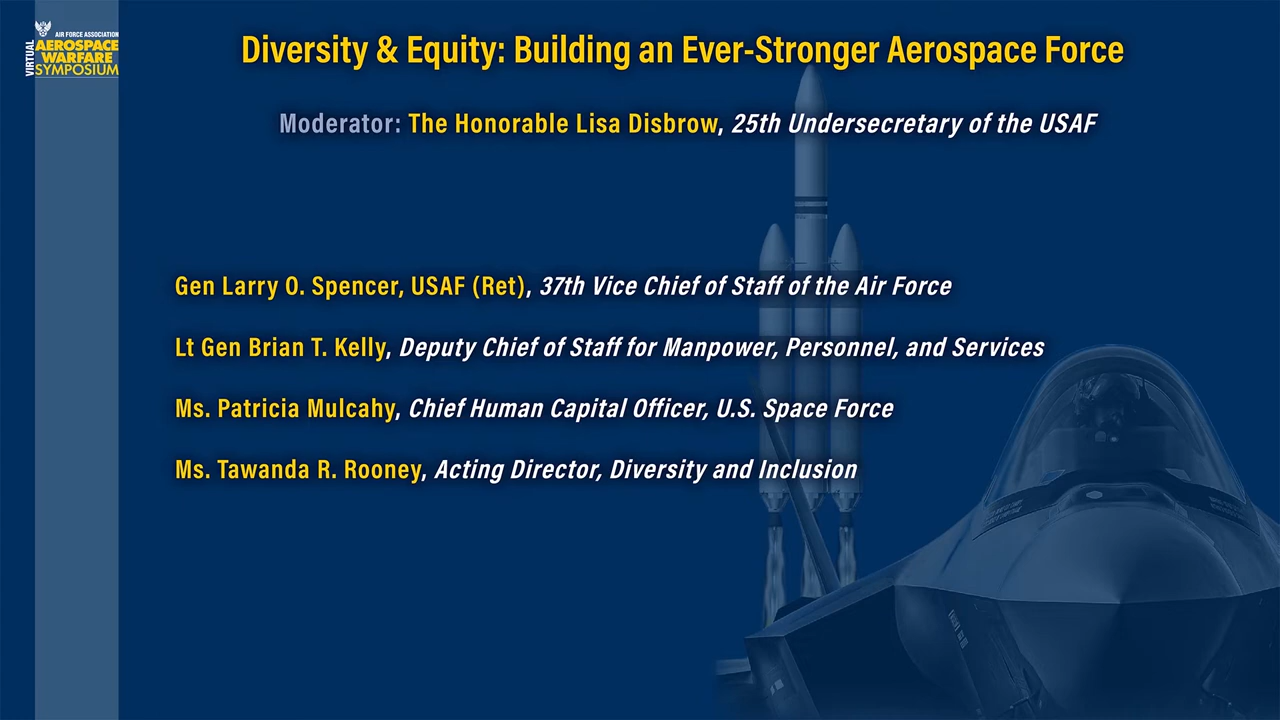 AIR FORCE ASSOCIATION
VIRTUAL
AEROSPACE
WARFARE
SYMPOSIUM
Diversity & Equity: Building an Ever-Stronger Aerospace Force
Moderator: The Honorable Lisa Disbrow, 25th Undersecretary of the USAF
Gen Larry O. Spencer, USAF (Ret), 37th Vice Chief of Staff of the Air Force
Lt Gen Brian T. Kelly, Deputy Chief of Staff for Manpower, Personnel, and Services
Ms. Patricia Mulcahy, Chief Human Capital Officer, U.S. Space Force
Ms. Tawanda R. Rooney, Acting Director, Diversity and Inclusion